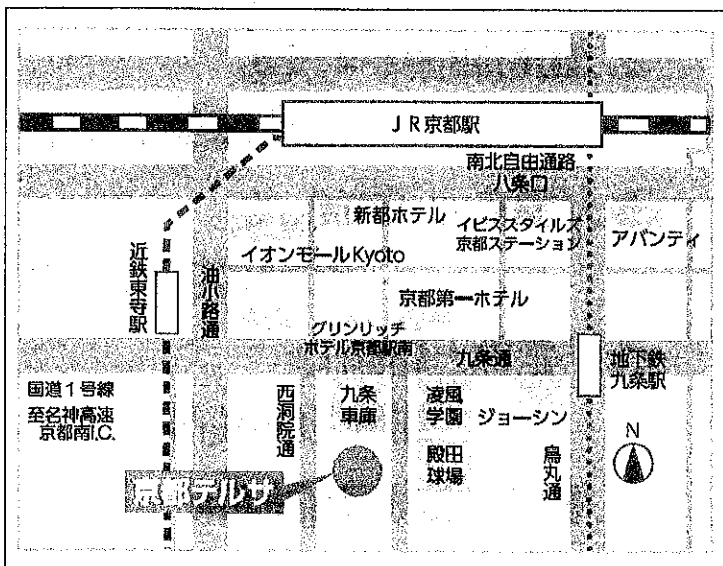 JR京都駅
南北自由通路
八条口
新都ホテル
イビススタイルズ
京都ステーション
アバンティ
イオンモールKyoto
近鉄東寺駅
油小路通
京都第一ホテル
グリンリッチ
ホテル京都駅南
九条通
地下鉄
九条駅
国道1号線
至名神高速
京都南I.C.
西洞院通
九条
車庫
凌風
学園
ジョーシン
殿田
球場
烏丸通
N
京都テルサ